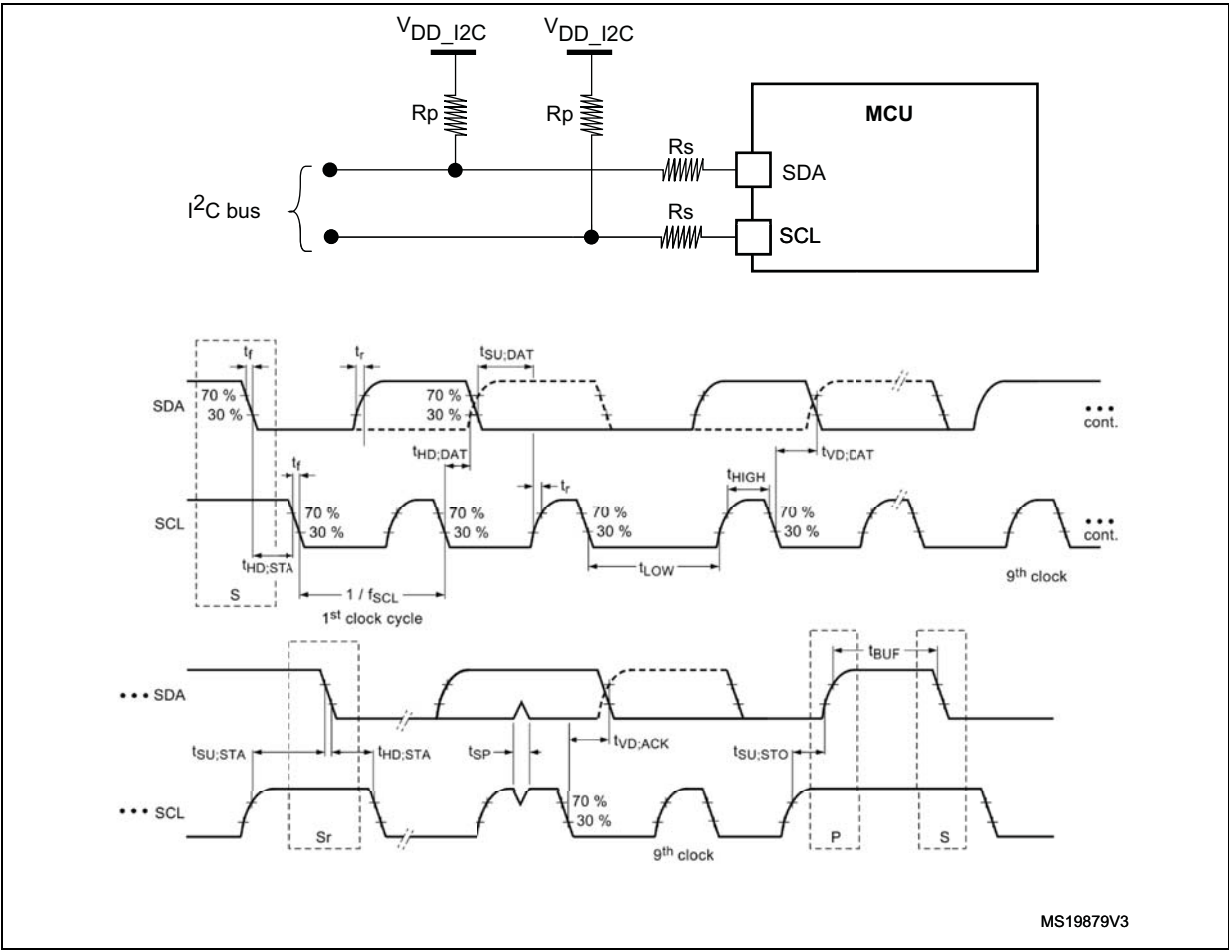 VDD_I2C VDD_I2C
Rp Rp
MCU
Rs
SDA
I2C bus
Rs
SCL
tf tr tSU;DAT
SDA
70 % 70 %
30 % 30 %
cont.
tHD;DAT tVD;DAT
tf tr tHIGH
SCL
70 % 70 % 70 % 70 %
30 % 30 % 30 % 30 %
cont.
tHD;STA tLOW
9th clock
S
1 / fSCL
1st clock cycle
tBUF
SDA
tSU;STA tHD;STA tSP tVD;ACK tSU;STO
SCL
70 %
30 %
Sr P S
9th clock
MS19879V3